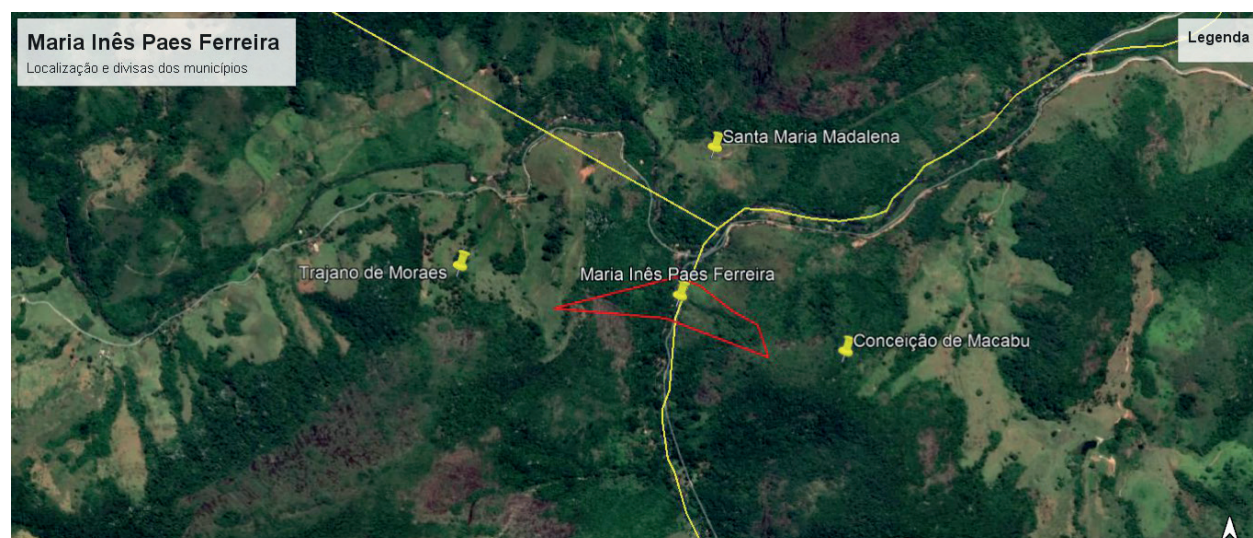 Maria Inês Paes Ferreira
Localização e divisas dos municípios
Legenda
Santa Maria Madalena
Trajano de Moraes
Maria Inês Paes Ferreira
Conceição de Macabu